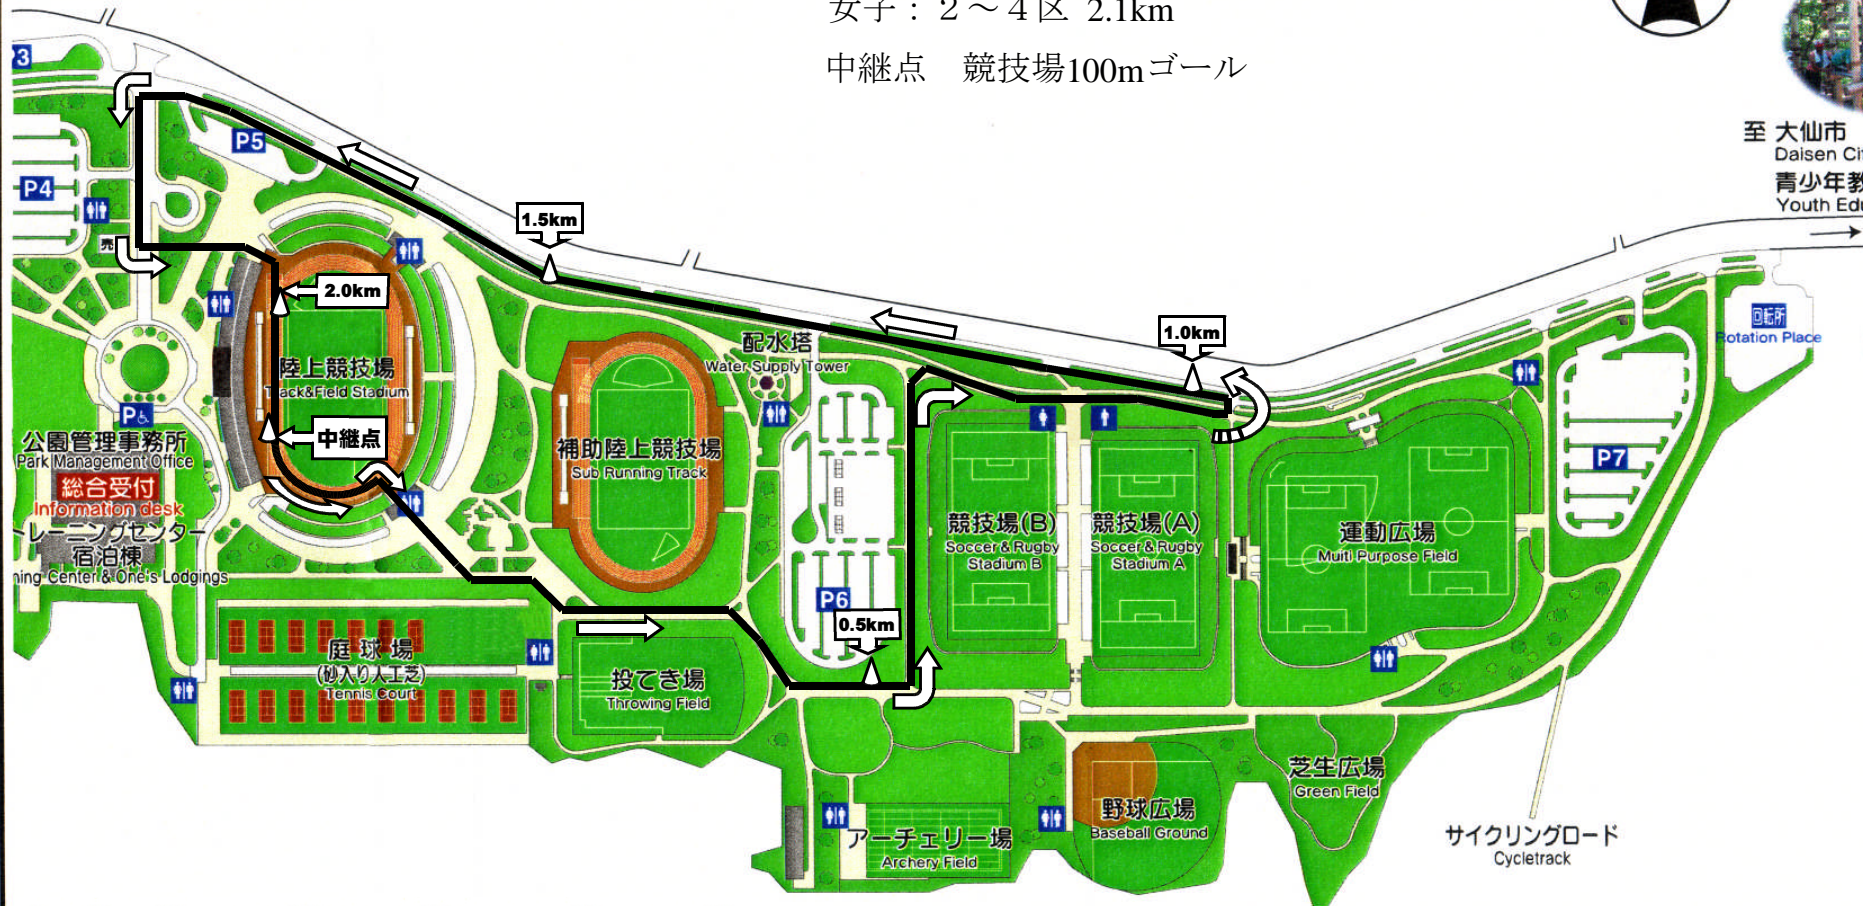 女子：２～４区 2.1km
中継点　競技場100mゴール
至 大仙市
Daisen
青少年
Youth
P5
P4
売
1.5km
2.0km
1.0km
回転所
Rotation Place
配水塔
Water Supply Tower
陸上競技場
Track&Field Stadium
P
中継点
公園管理事務所
Park Management Office
総合受付
Information desk
トレーニングセンター
宿泊棟
ning Center & One's Lodgings
補助陸上競技場
Sub Running Track
P7
競技場(B)
Soccer & Rugby
Stadium B
競技場(A)
Soccer & Rugby
Stadium A
運動広場
Muiti Purpose Field
P6
0.5km
庭球場
(砂入り人工芝)
Tennis Court
投てき場
Throwing Field
芝生広場
Green Field
野球広場
Baseball Ground
アーチェリー場
Archery Field
サイクリングロード
Cycletrack